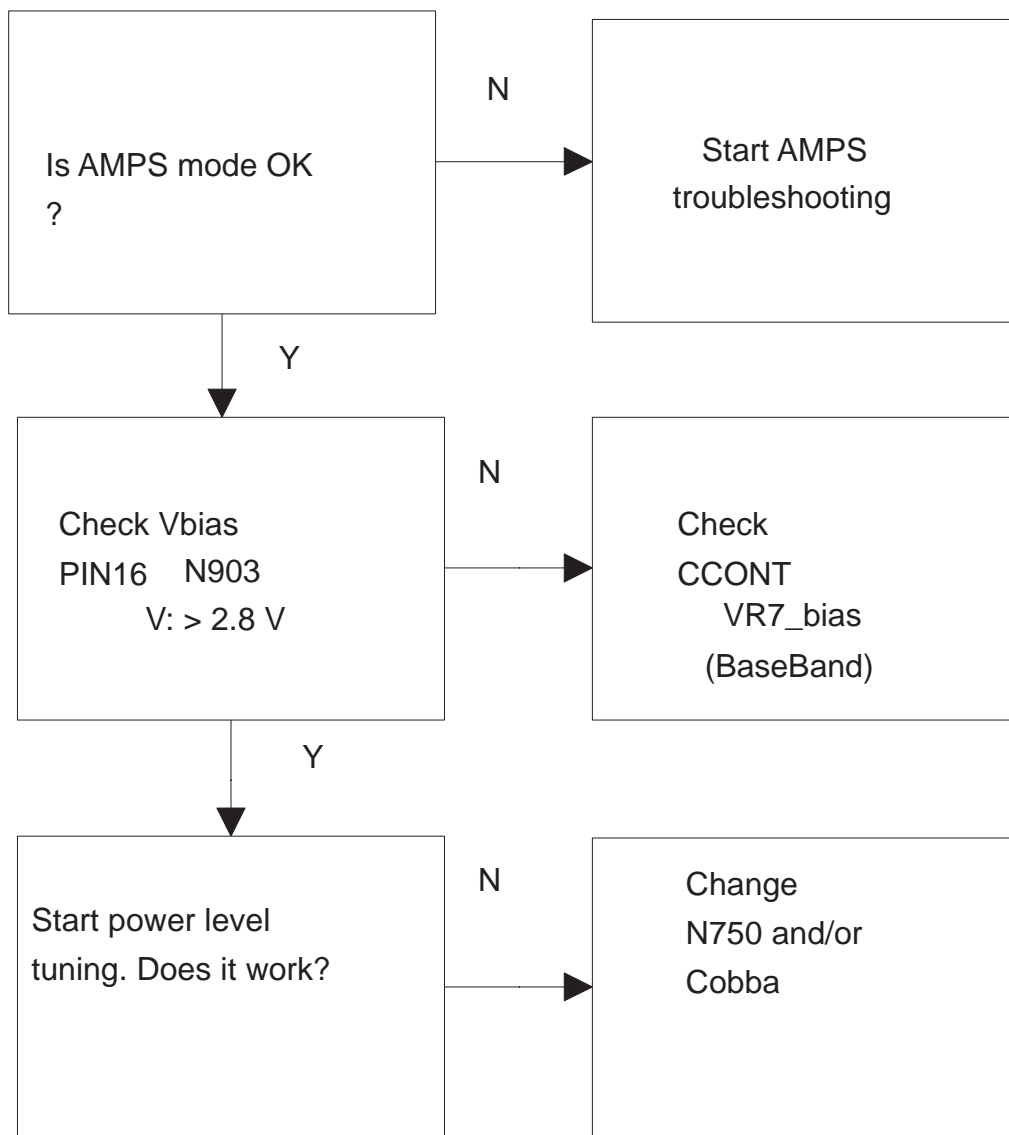 Is AMPS mode OK
?
N
Start AMPS
troubleshooting
Y
Check Vbias
PIN16 N903
V: > 2.8 V
N
Check
CCONT
VR7_bias
(BaseBand)
Y
Start power level
tuning. Does it work?
N
Change
N750 and/or
Cobba